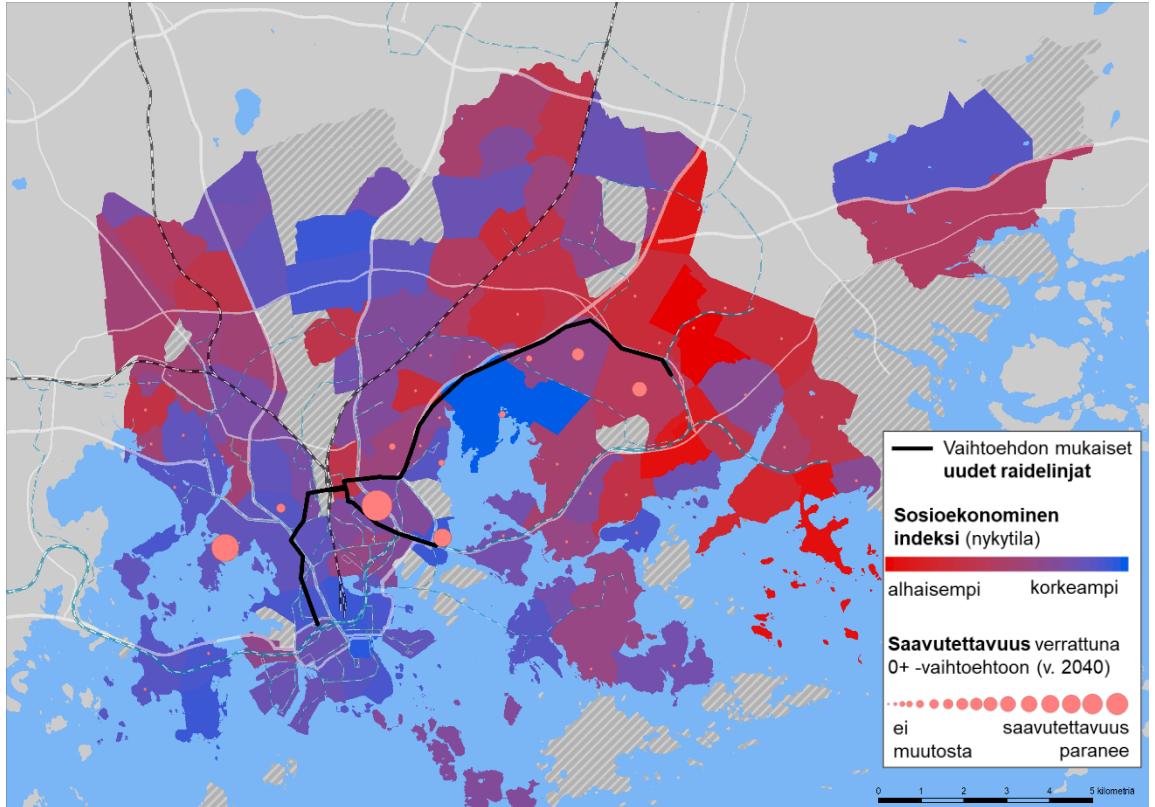 Vaihtoehdon mukaiset
uudet raidelinjat
Sosioekonominen
indeksi (nykytila)
alhaisempi korkeampi
Saavutettavuus verrattuna
0+ -vaihtoehtoon (v. 2040)
ei saavutettavuus
muutosta paranee
0 1 2 3 4 5 kilometriä